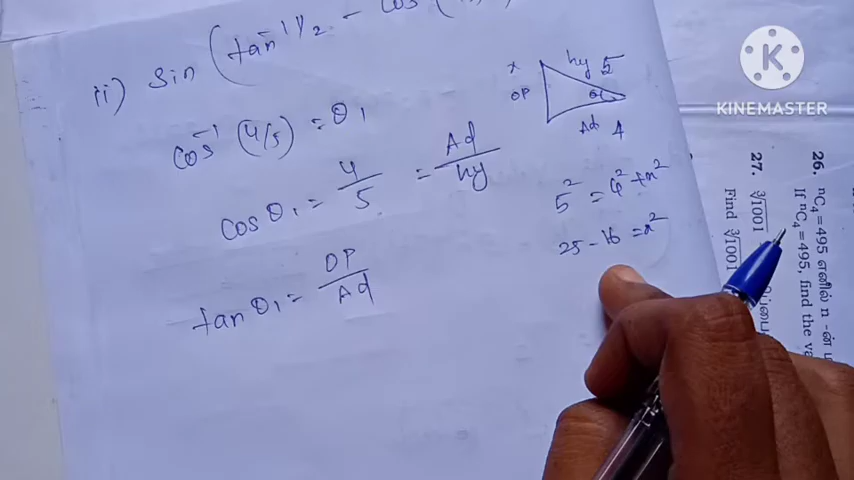 ii) Sin (tan⁻¹ 1/2 - cos
cos⁻¹ (4/5) = θ1
cos θ1 = 4/5 = Ad/hy
tan θ1 = OP/Ad
x
OP
hy 5
θ1
Ad 4
5² = 4² + x²
25 - 16 = x²
KINEMASTER
26. ⁿC₄ = 495 எனில் n -ன்
If ⁿC₄ = 495, find the va
27. ∛1001
Find ∛1001